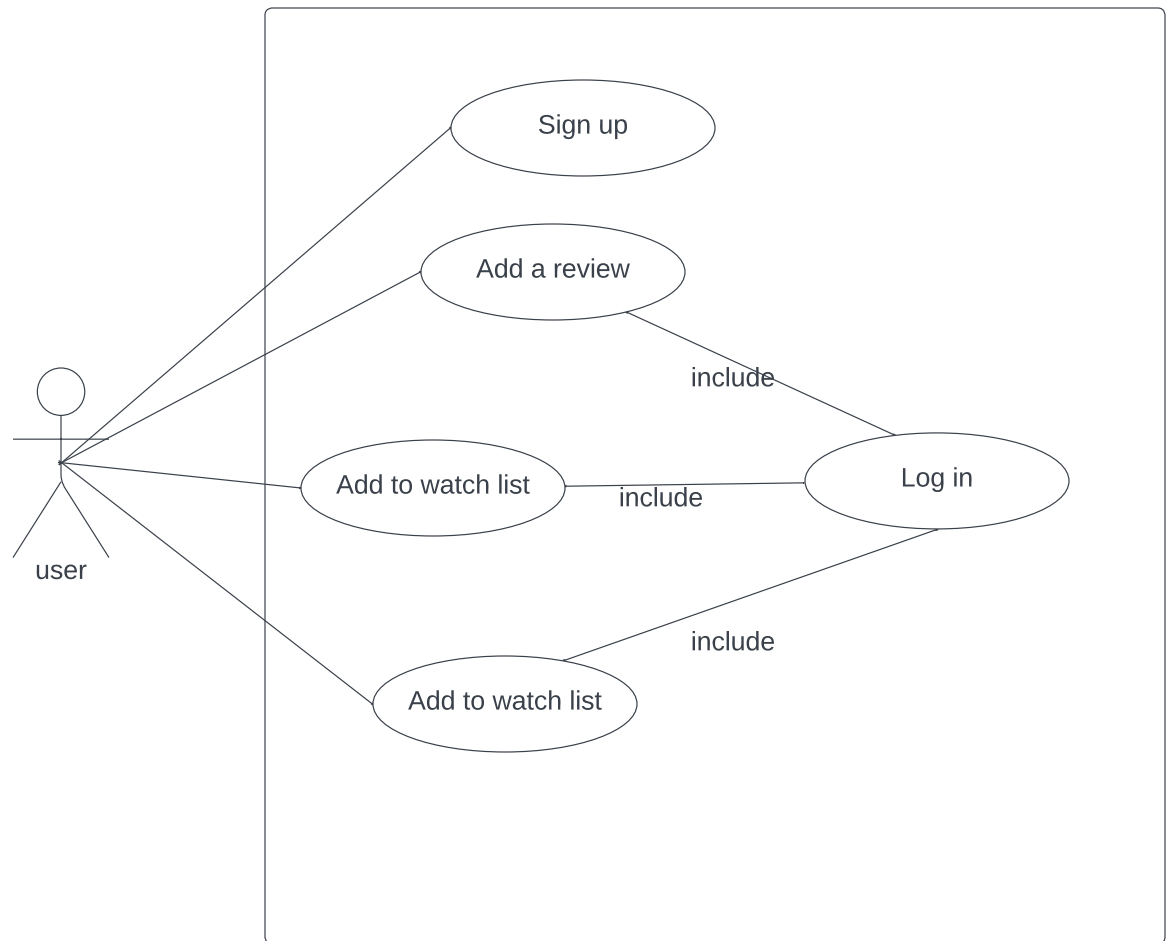 Sign up
Add a review
include
Add to watch list
include
Log in
user
include
Add to watch list